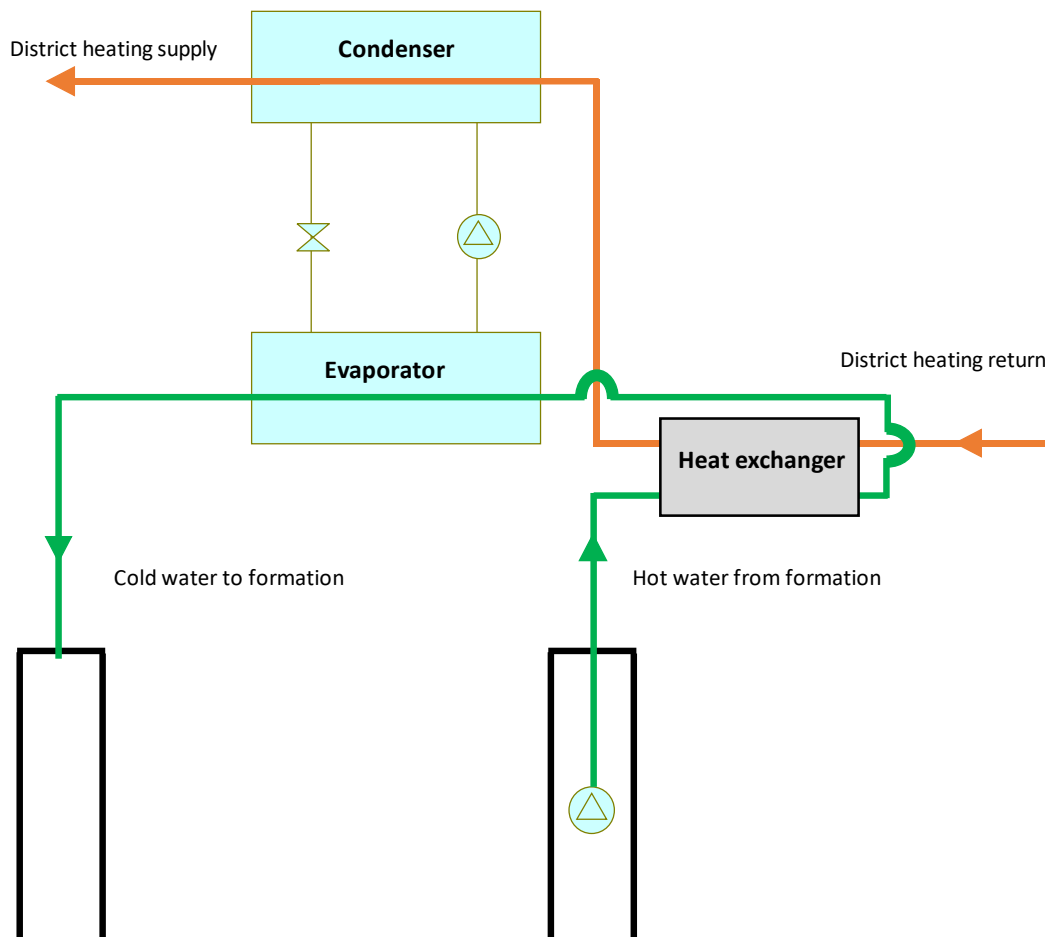 District heating supply
Condenser
Evaporator
District heating return
Heat exchanger
Cold water to formation
Hot water from formation